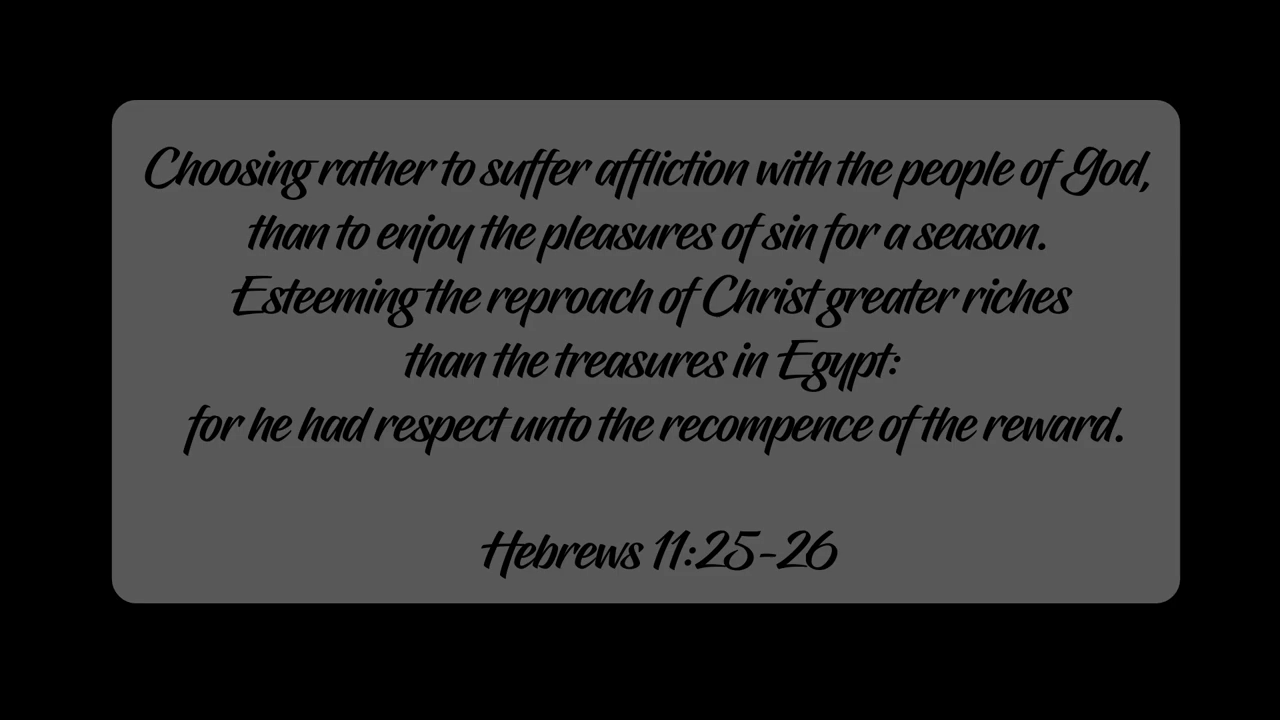 Choosing rather to suffer affliction with the people of God,
than to enjoy the pleasures of sin for a season.
Esteeming the reproach of Christ greater riches
than the treasures in Egypt:
for he had respect unto the recompence of the reward.
Hebrews 11:25-26